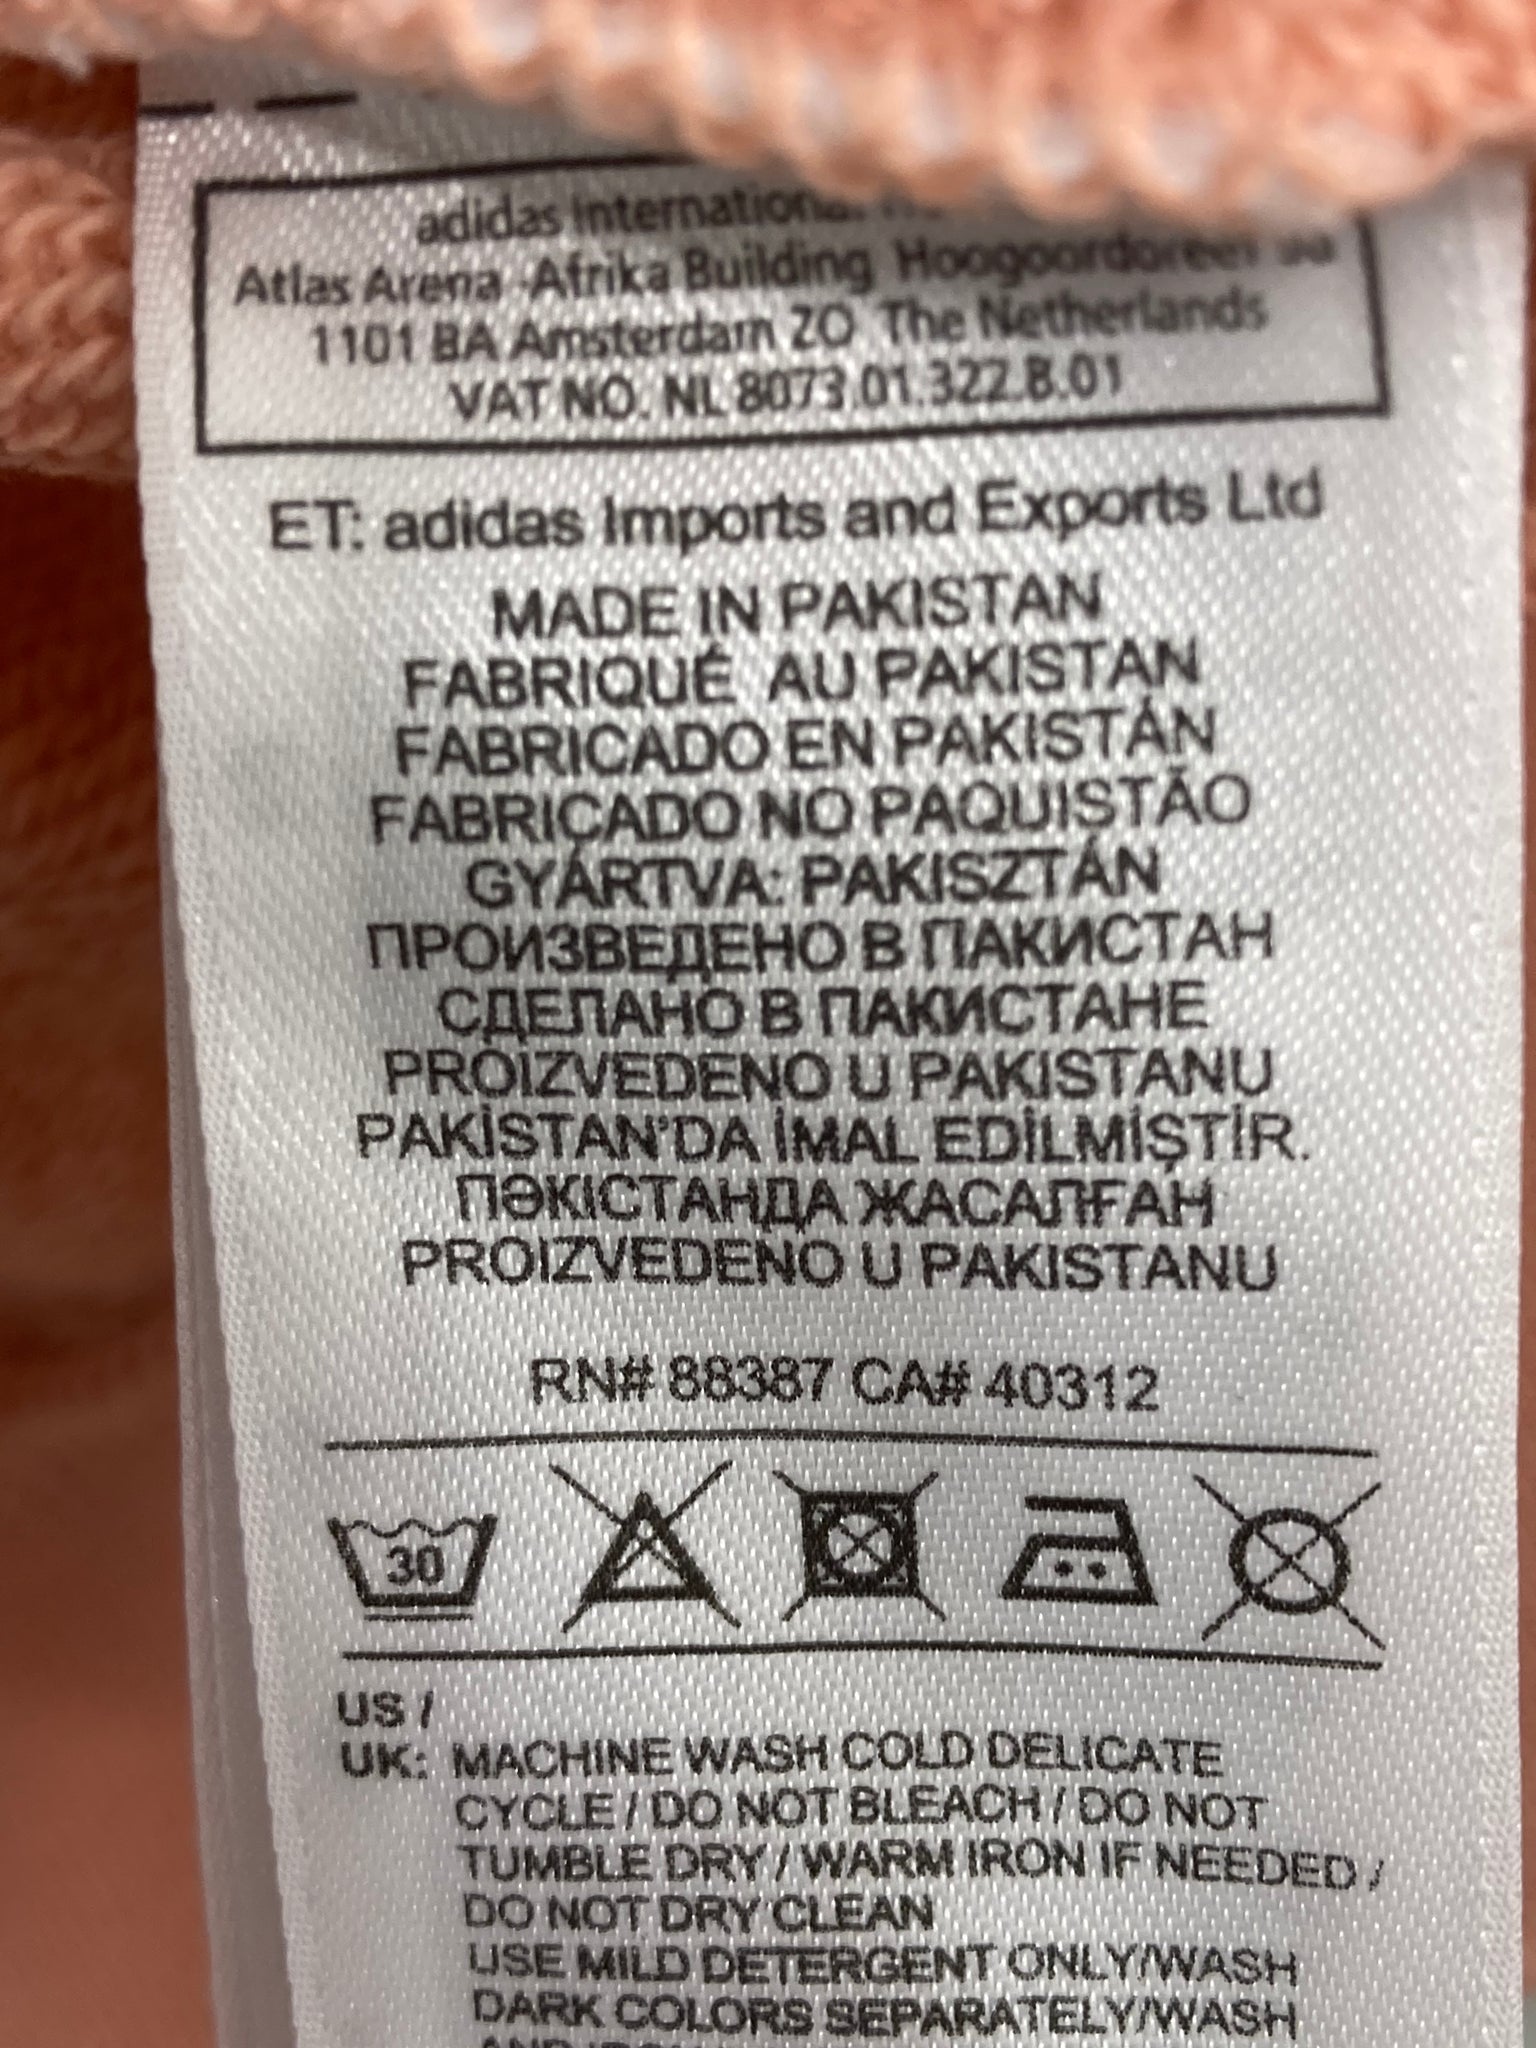 adidas International
Atlas Arena -Afrika Building Hoogoorddreef
1101 BA Amsterdam ZO The Netherlands
VAT NO. NL 8073.01.322.B.01
ET: adidas Imports and Exports Ltd
MADE IN PAKISTAN
FABRIQUÉ AU PAKISTAN
FABRICADO EN PAKISTÁN
FABRICADO NO PAQUISTÃO
GYÁRTVA: PAKISZTÁN
ПРОИЗВЕДЕНО В ПАКИСТАН
СДЕЛАНО В ПАКИСТАНЕ
PROIZVEDENO U PAKISTANU
PAKİSTAN'DA İMAL EDİLMİŞTİR.
ПӘКІСТАНДА ЖАСАЛҒАН
PROIZVEDENO U PAKISTANU
RN# 88387 CA# 40312
30
US /
UK: MACHINE WASH COLD DELICATE
CYCLE / DO NOT BLEACH / DO NOT
TUMBLE DRY / WARM IRON IF NEEDED /
DO NOT DRY CLEAN
USE MILD DETERGENT ONLY/WASH
DARK COLORS SEPARATELY/WASH